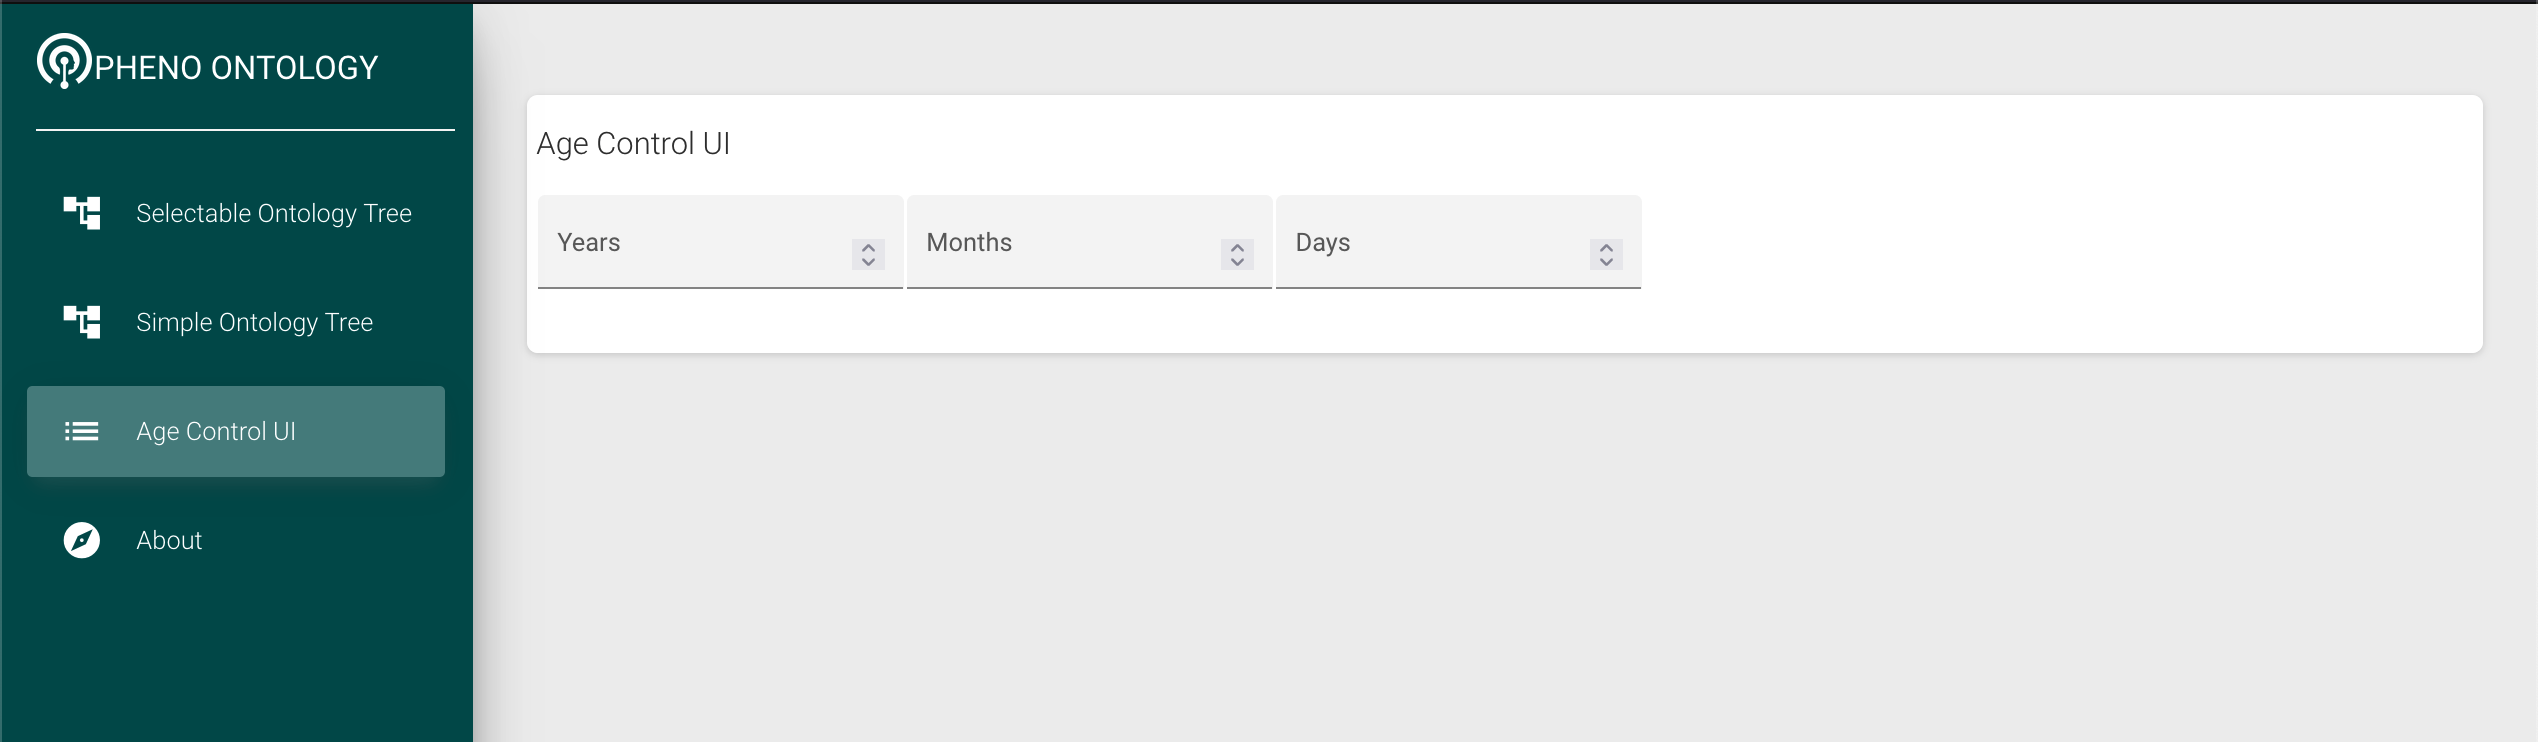 PHENO ONTOLOGY
Selectable Ontology Tree
Simple Ontology Tree
Age Control UI
About
Age Control UI
Years
Months
Days